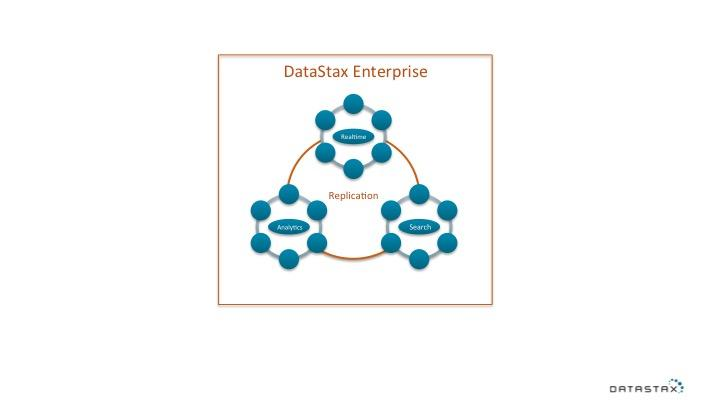 DataStax Enterprise
Realtime
Replication
Analytics
Search
DATASTAX